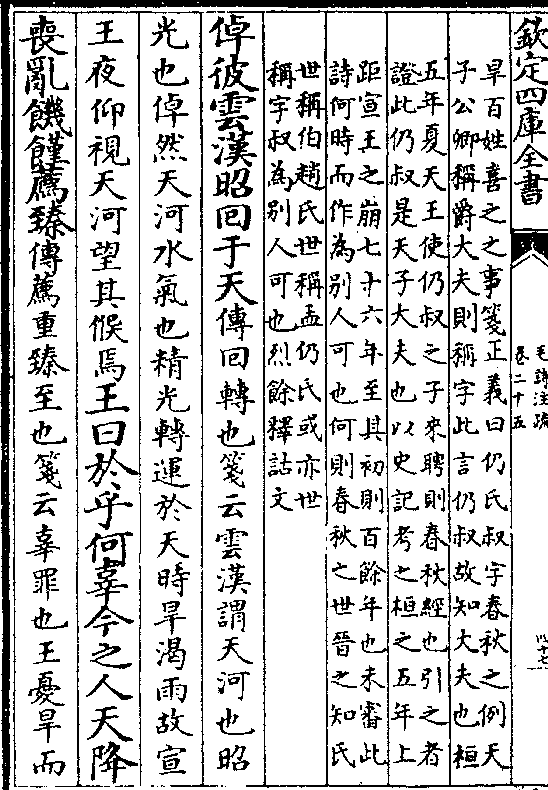 欽定四庫全書
毛詩注疏
卷二十五
四十七
旱百姓喜之之事箋正義曰仍氏叔字春秋之例天
子公卿稱爵大夫則稱字此言仍叔故知大夫也桓
五年夏天王使仍叔之子來聘則春秋經也引之者
證此仍叔是天子大夫也以史記考之桓之五年上
距宣王之崩七十六年至其初則百餘年也未審此
詩何時而作為別人可也何則春秋之世晉之知氏
世稱伯趙氏世稱孟仍氏或亦世
稱字叔為別人可也烈餘釋詁文
倬彼雲漢昭回于天傳回轉也箋云雲漢謂天河也昭
光也倬然天河水氣也精光轉運於天時旱渴雨故宣
王夜仰視天河望其候焉王曰於乎何辜今之人天降
喪亂饑饉薦臻傳薦重臻至也箋云辜罪也王憂旱而